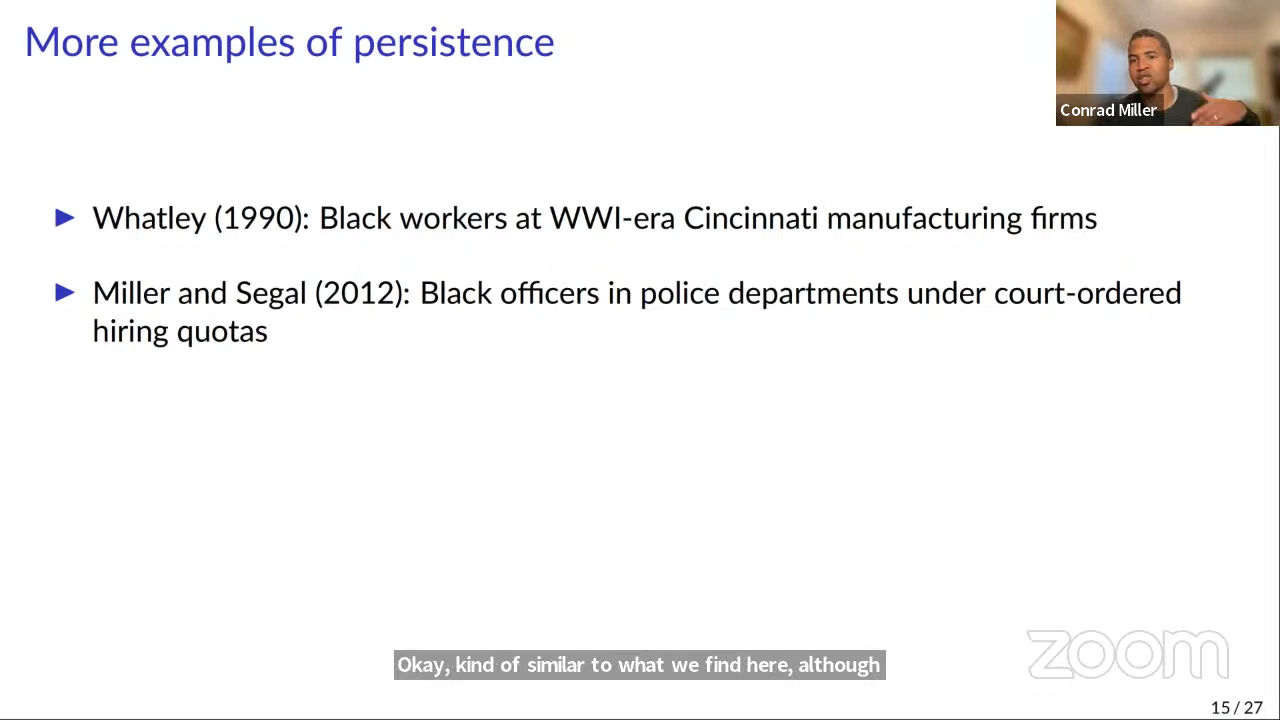 More examples of persistence
Conrad Miller
▶ Whatley (1990): Black workers at WWI-era Cincinnati manufacturing firms
▶ Miller and Segal (2012): Black officers in police departments under court-ordered
hiring quotas
Okay, kind of similar to what we find here, although
zoom
15 / 27